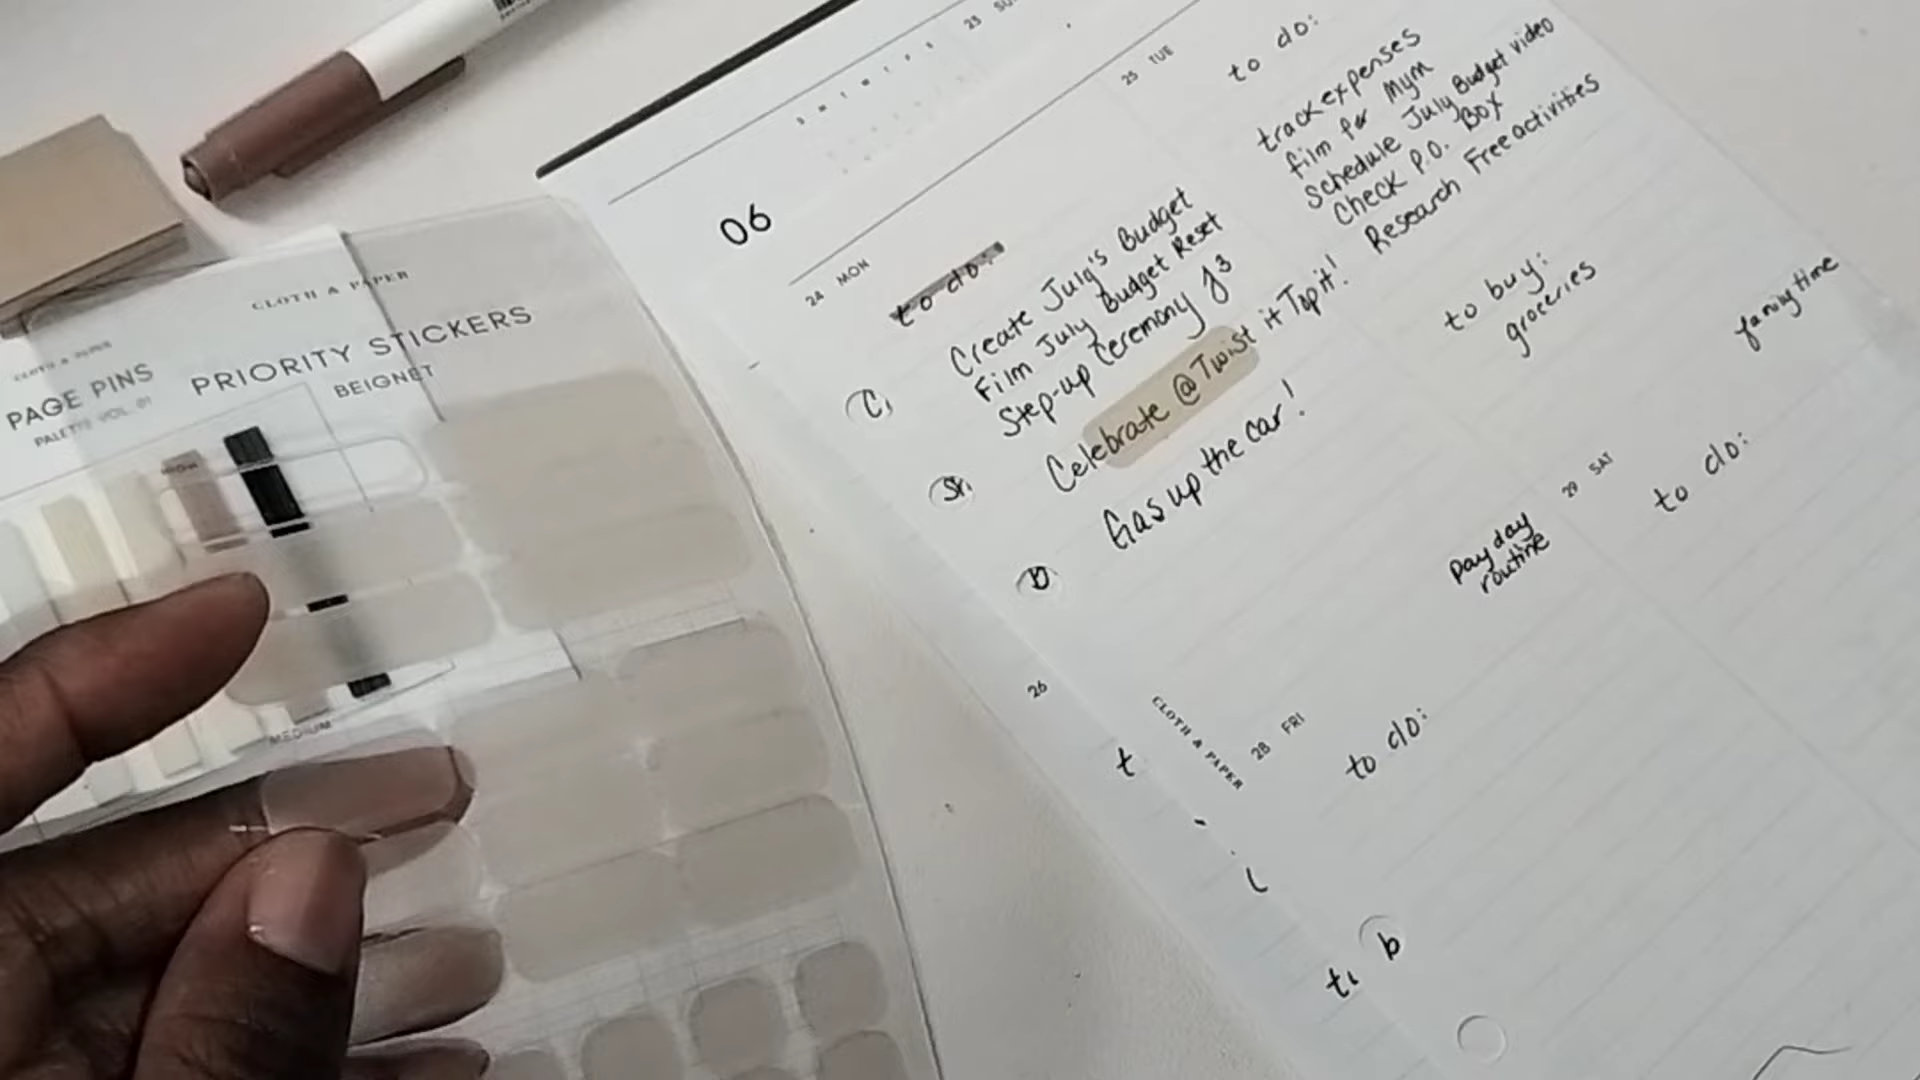 CLOTH & PAPER
PAGE PINS
PALETTE VOL. 01
CLOTH & PAPER
PRIORITY STICKERS
BEIGNET
MEDIUM
06
24 MON
to do:
Create July's Budget
Film July Budget Reset
Step-up Ceremony J³
Celebrate @Twist it Top it!
Gas up the car!
C.
St.
D
25 TUE
to do:
track expenses
film for MYM
Schedule July Budget video
Check P.O. Box
Research Free activities
to buy:
groceries
family time
26
t
CLOTH & PAPER
28 FRI
to do:
Pay day
routine
29 SAT
to do:
b